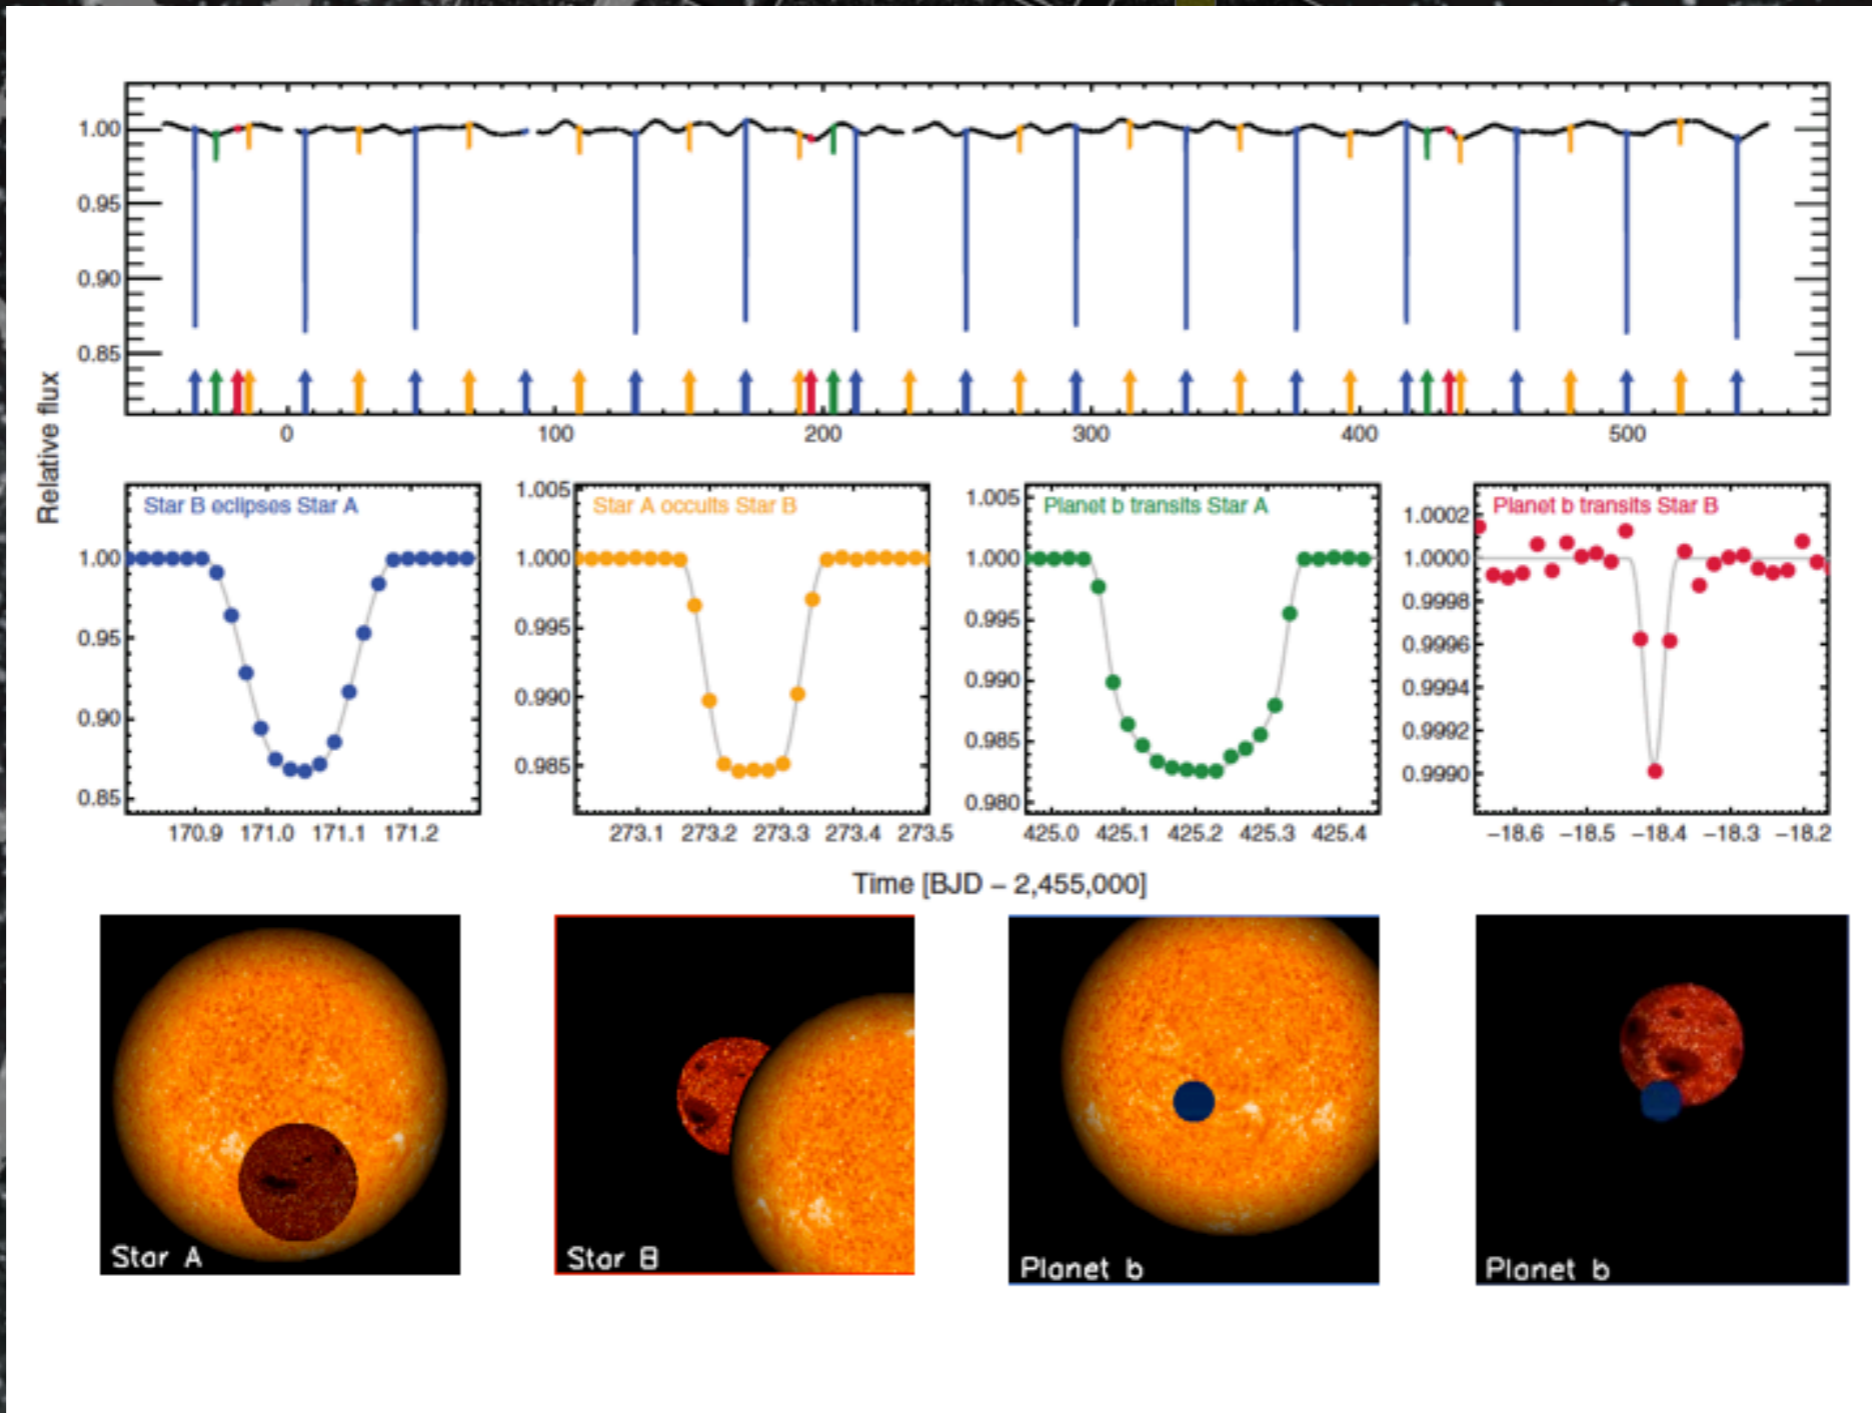 Relative flux
1.00
0.95
0.90
0.85
0 100 200 300 400 500
Star B eclipses Star A
1.00
0.95
0.90
0.85
170.9 171.0 171.1 171.2
Star A occults Star B
1.005
1.000
0.995
0.990
0.985
273.1 273.2 273.3 273.4 273.5
Planet b transits Star A
1.005
1.000
0.995
0.990
0.985
0.980
425.0 425.1 425.2 425.3 425.4
Planet b transits Star B
1.0002
1.0000
0.9998
0.9996
0.9994
0.9992
0.9990
−18.6 −18.5 −18.4 −18.3 −18.2
Time [BJD – 2,455,000]
Star A
Star B
Planet b
Planet b